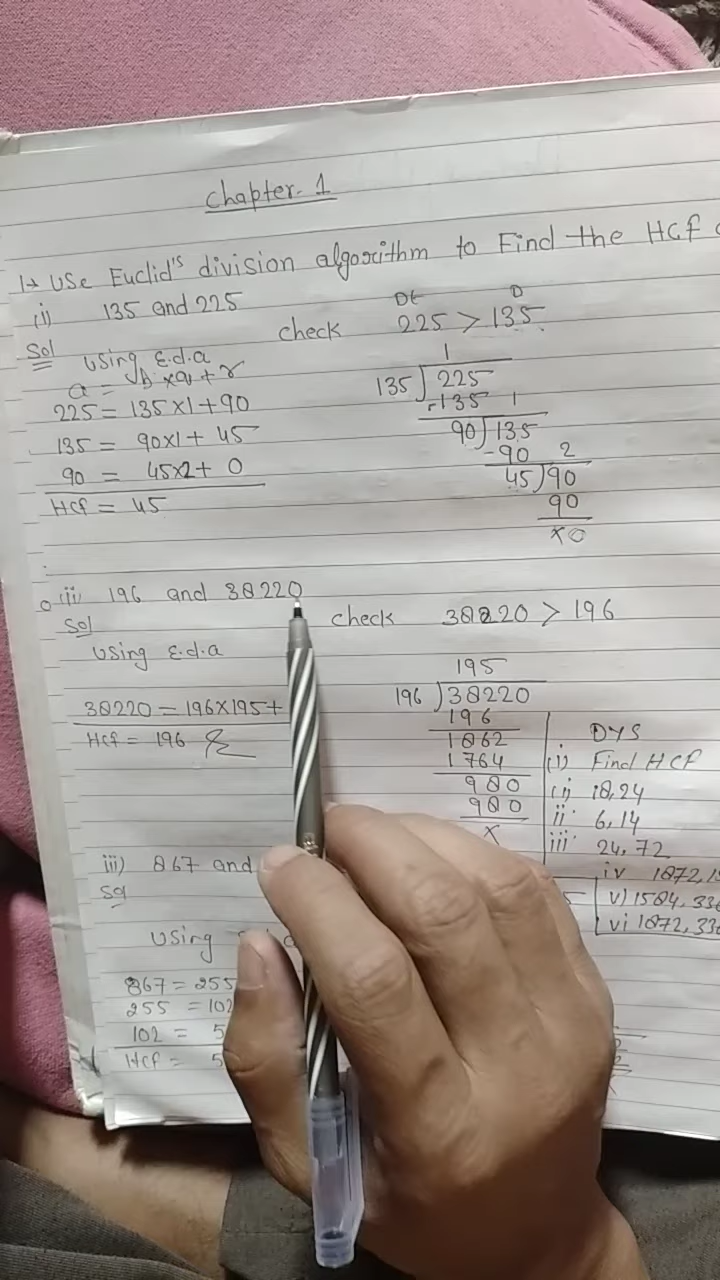 Chapter-1
1→ Use Euclid's division algorithm to Find the HCF
(i) 135 and 225
Sol
check
Dt D
225 > 135
Using E.d.a
a = b×q+r
225 = 135×1+90
135 = 90×1+ 45
90 = 45×2+ 0
HCF = 45
1
135 ) 225
-135 1
90 ) 135
-90 2
45 ) 90
90
×0
(ii) 196 and 38220
Sol
check 38220 > 196
Using E.d.a
38220 = 196×195+
HCF = 196
195
196 ) 38220
196
1862
1764
980
980
×
DYS
(i) Find HCF
(i) 18,24
ii 6,14
iii 24,72
iv 1872,
v) 1584,
vi 1872,
iii) 867 and
Sol
Using
867 = 255
255 = 102
102 = 5
HCF = 5